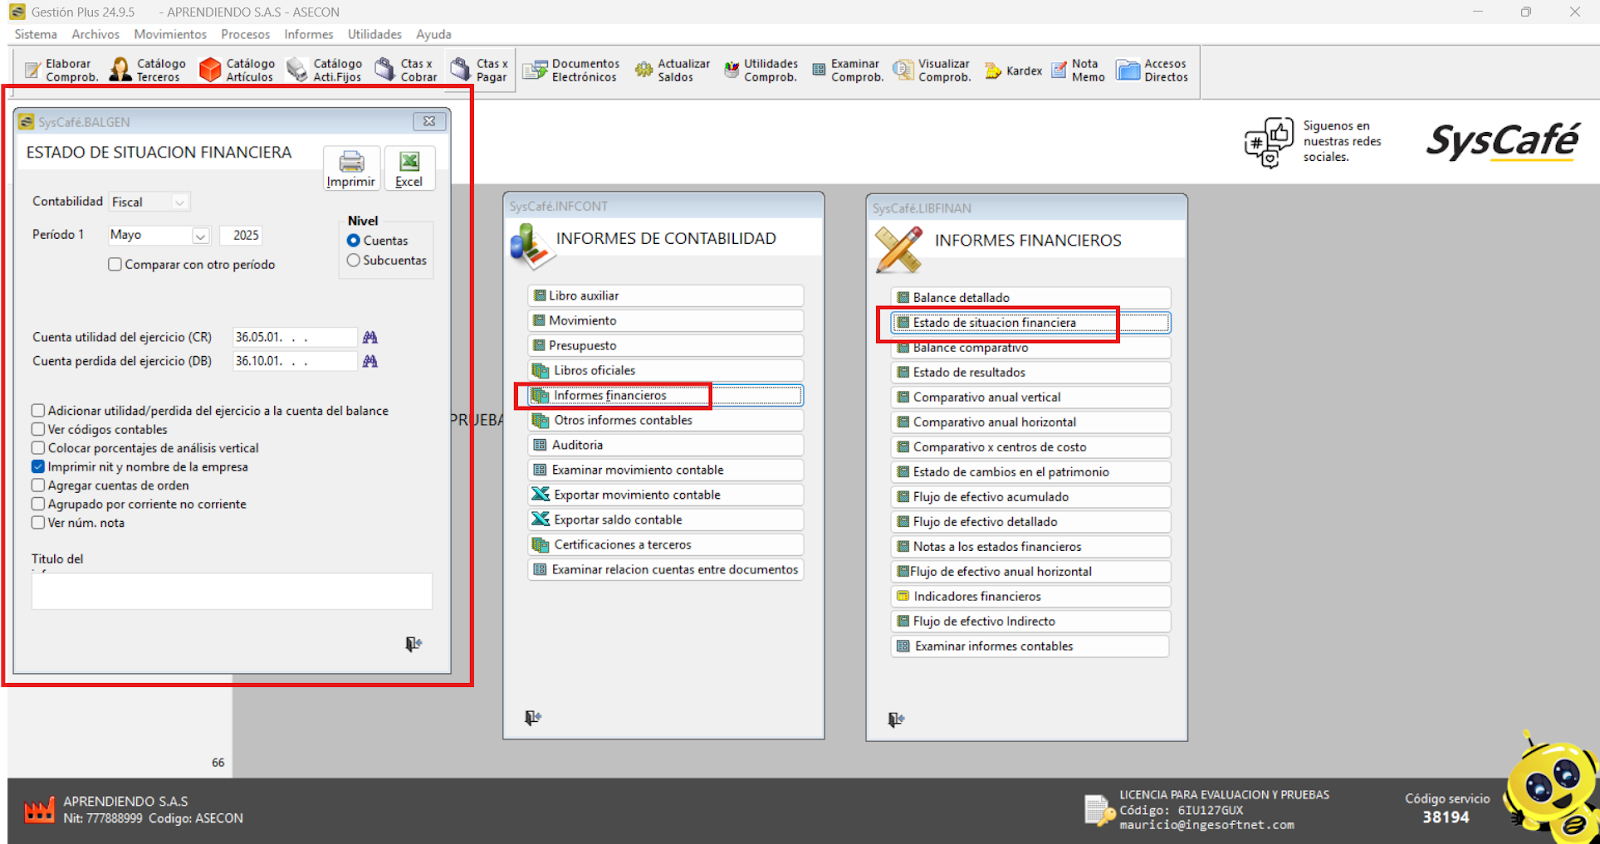 Gestión Plus 24.9.5 - APRENDIENDO S.A.S - ASECON
Sistema Archivos Movimientos Procesos Informes Utilidades Ayuda
Elaborar Comprob.
Catálogo Terceros
Catálogo Artículos
Catálogo Acti.Fijos
Ctas x Cobrar
Ctas x Pagar
Documentos Electrónicos
Actualizar Saldos
Utilidades Comprob.
Examinar Comprob.
Visualizar Comprob.
Kardex
Nota Memo
Accesos Directos
Siguenos en
nuestras redes
sociales.
SysCafé
SysCafé.BALGEN
ESTADO DE SITUACION FINANCIERA
Imprimir
Excel
Contabilidad Fiscal
Período 1 Mayo 2025
Comparar con otro período
Nivel
Cuentas
Subcuentas
Cuenta utilidad del ejercicio (CR) 36.05.01. . .
Cuenta perdida del ejercicio (DB) 36.10.01. . .
Adicionar utilidad/perdida del ejercicio a la cuenta del balance
Ver códigos contables
Colocar porcentajes de análisis vertical
Imprimir nit y nombre de la empresa
Agregar cuentas de orden
Agrupado por corriente no corriente
Ver núm. nota
Titulo del
PRUEBA
SysCafé.INFCONT
INFORMES DE CONTABILIDAD
Libro auxiliar
Movimiento
Presupuesto
Libros oficiales
Informes financieros
Otros informes contables
Auditoria
Examinar movimiento contable
Exportar movimiento contable
Exportar saldo contable
Certificaciones a terceros
Examinar relacion cuentas entre documentos
SysCafé.LIBFINAN
INFORMES FINANCIEROS
Balance detallado
Estado de situacion financiera
Balance comparativo
Estado de resultados
Comparativo anual vertical
Comparativo anual horizontal
Comparativo x centros de costo
Estado de cambios en el patrimonio
Flujo de efectivo acumulado
Flujo de efectivo detallado
Notas a los estados financieros
Flujo de efectivo anual horizontal
Indicadores financieros
Flujo de efectivo Indirecto
Examinar informes contables
66
APRENDIENDO S.A.S
Nit: 777888999 Codigo: ASECON
LICENCIA PARA EVALUACION Y PRUEBAS
Código: 6IU127GUX
mauricio@ingesoftnet.com
Código servicio
38194